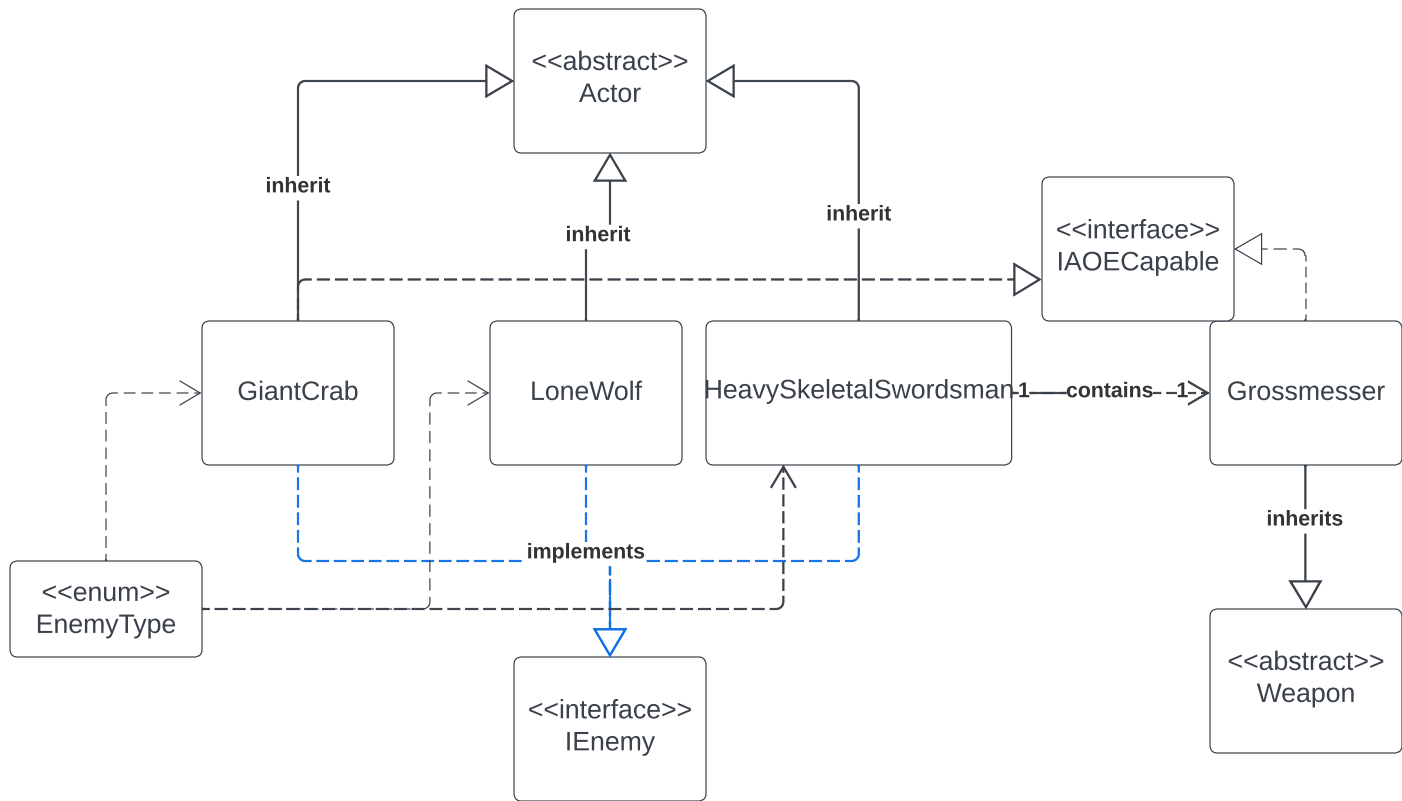 <<abstract>>
Actor
inherit
inherit
inherit
<<interface>>
IAOECapable
GiantCrab
LoneWolf
HeavySkeletalSwordsman
1
contains
1
Grossmesser
inherits
implements
<<enum>>
EnemyType
<<abstract>>
Weapon
<<interface>>
IEnemy